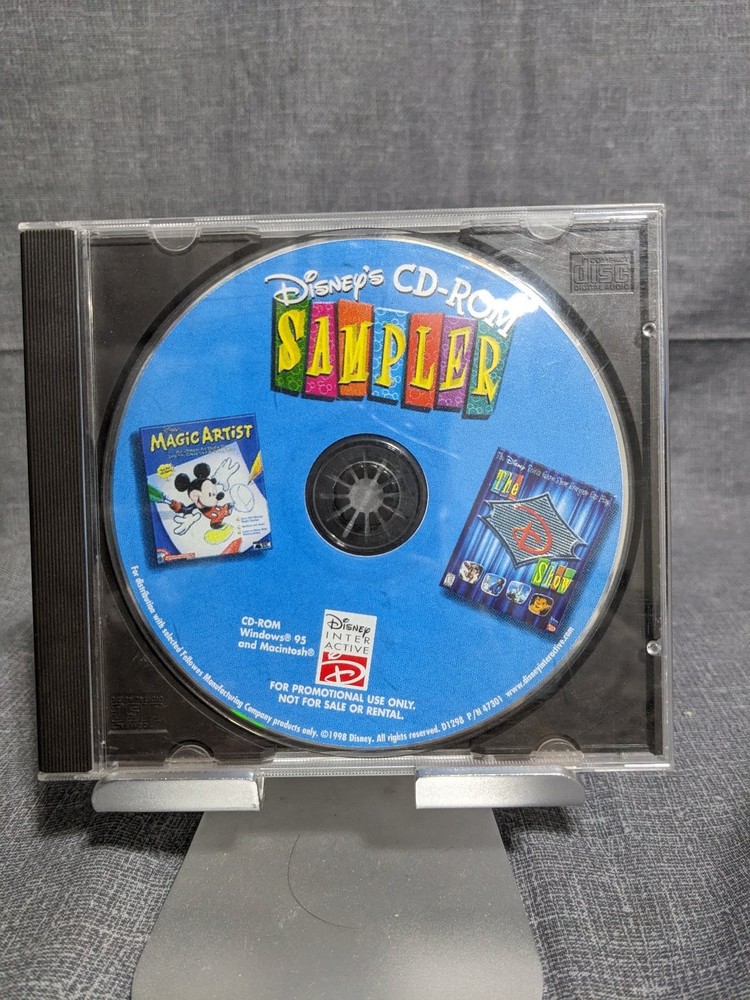 DISNEY'S CD-ROM
SAMPLER
COMPACT
disc
DIGITAL AUDIO
MAGIC ARTIST
The
D
Show
CD-ROM
Windows® 95
and Macintosh®
DISNEY
INTER
ACTIVE
D
FOR PROMOTIONAL USE ONLY.
NOT FOR SALE OR RENTAL.
For distribution with selected Fellowes Manufacturing Company products only. ©1998 Disney. All rights reserved. D1298 P/N 47301 www.disneyinteractive.com